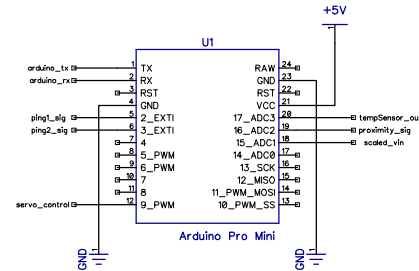 +5V
1
U1
arduino_tx 1 TX RAW 24
arduino_rx 2 RX GND 23
3 RST RST 22
4 GND VCC 21
ping1_sig 5 2_EXTI 17_ADC3 20 tempSensor_ou
ping2_sig 6 3_EXTI 16_ADC2 19 proximity_sig
7 4 15_ADC1 18 scaled_vin
8 5_PWM 14_ADC0 17
9 6_PWM 13_SCK 16
10 7 12_MISO 15
11 8 11_PWM_MOSI 14
servo_control 12 9_PWM 10_PWM_SS 13
Arduino Pro Mini
GND 1
GND 1